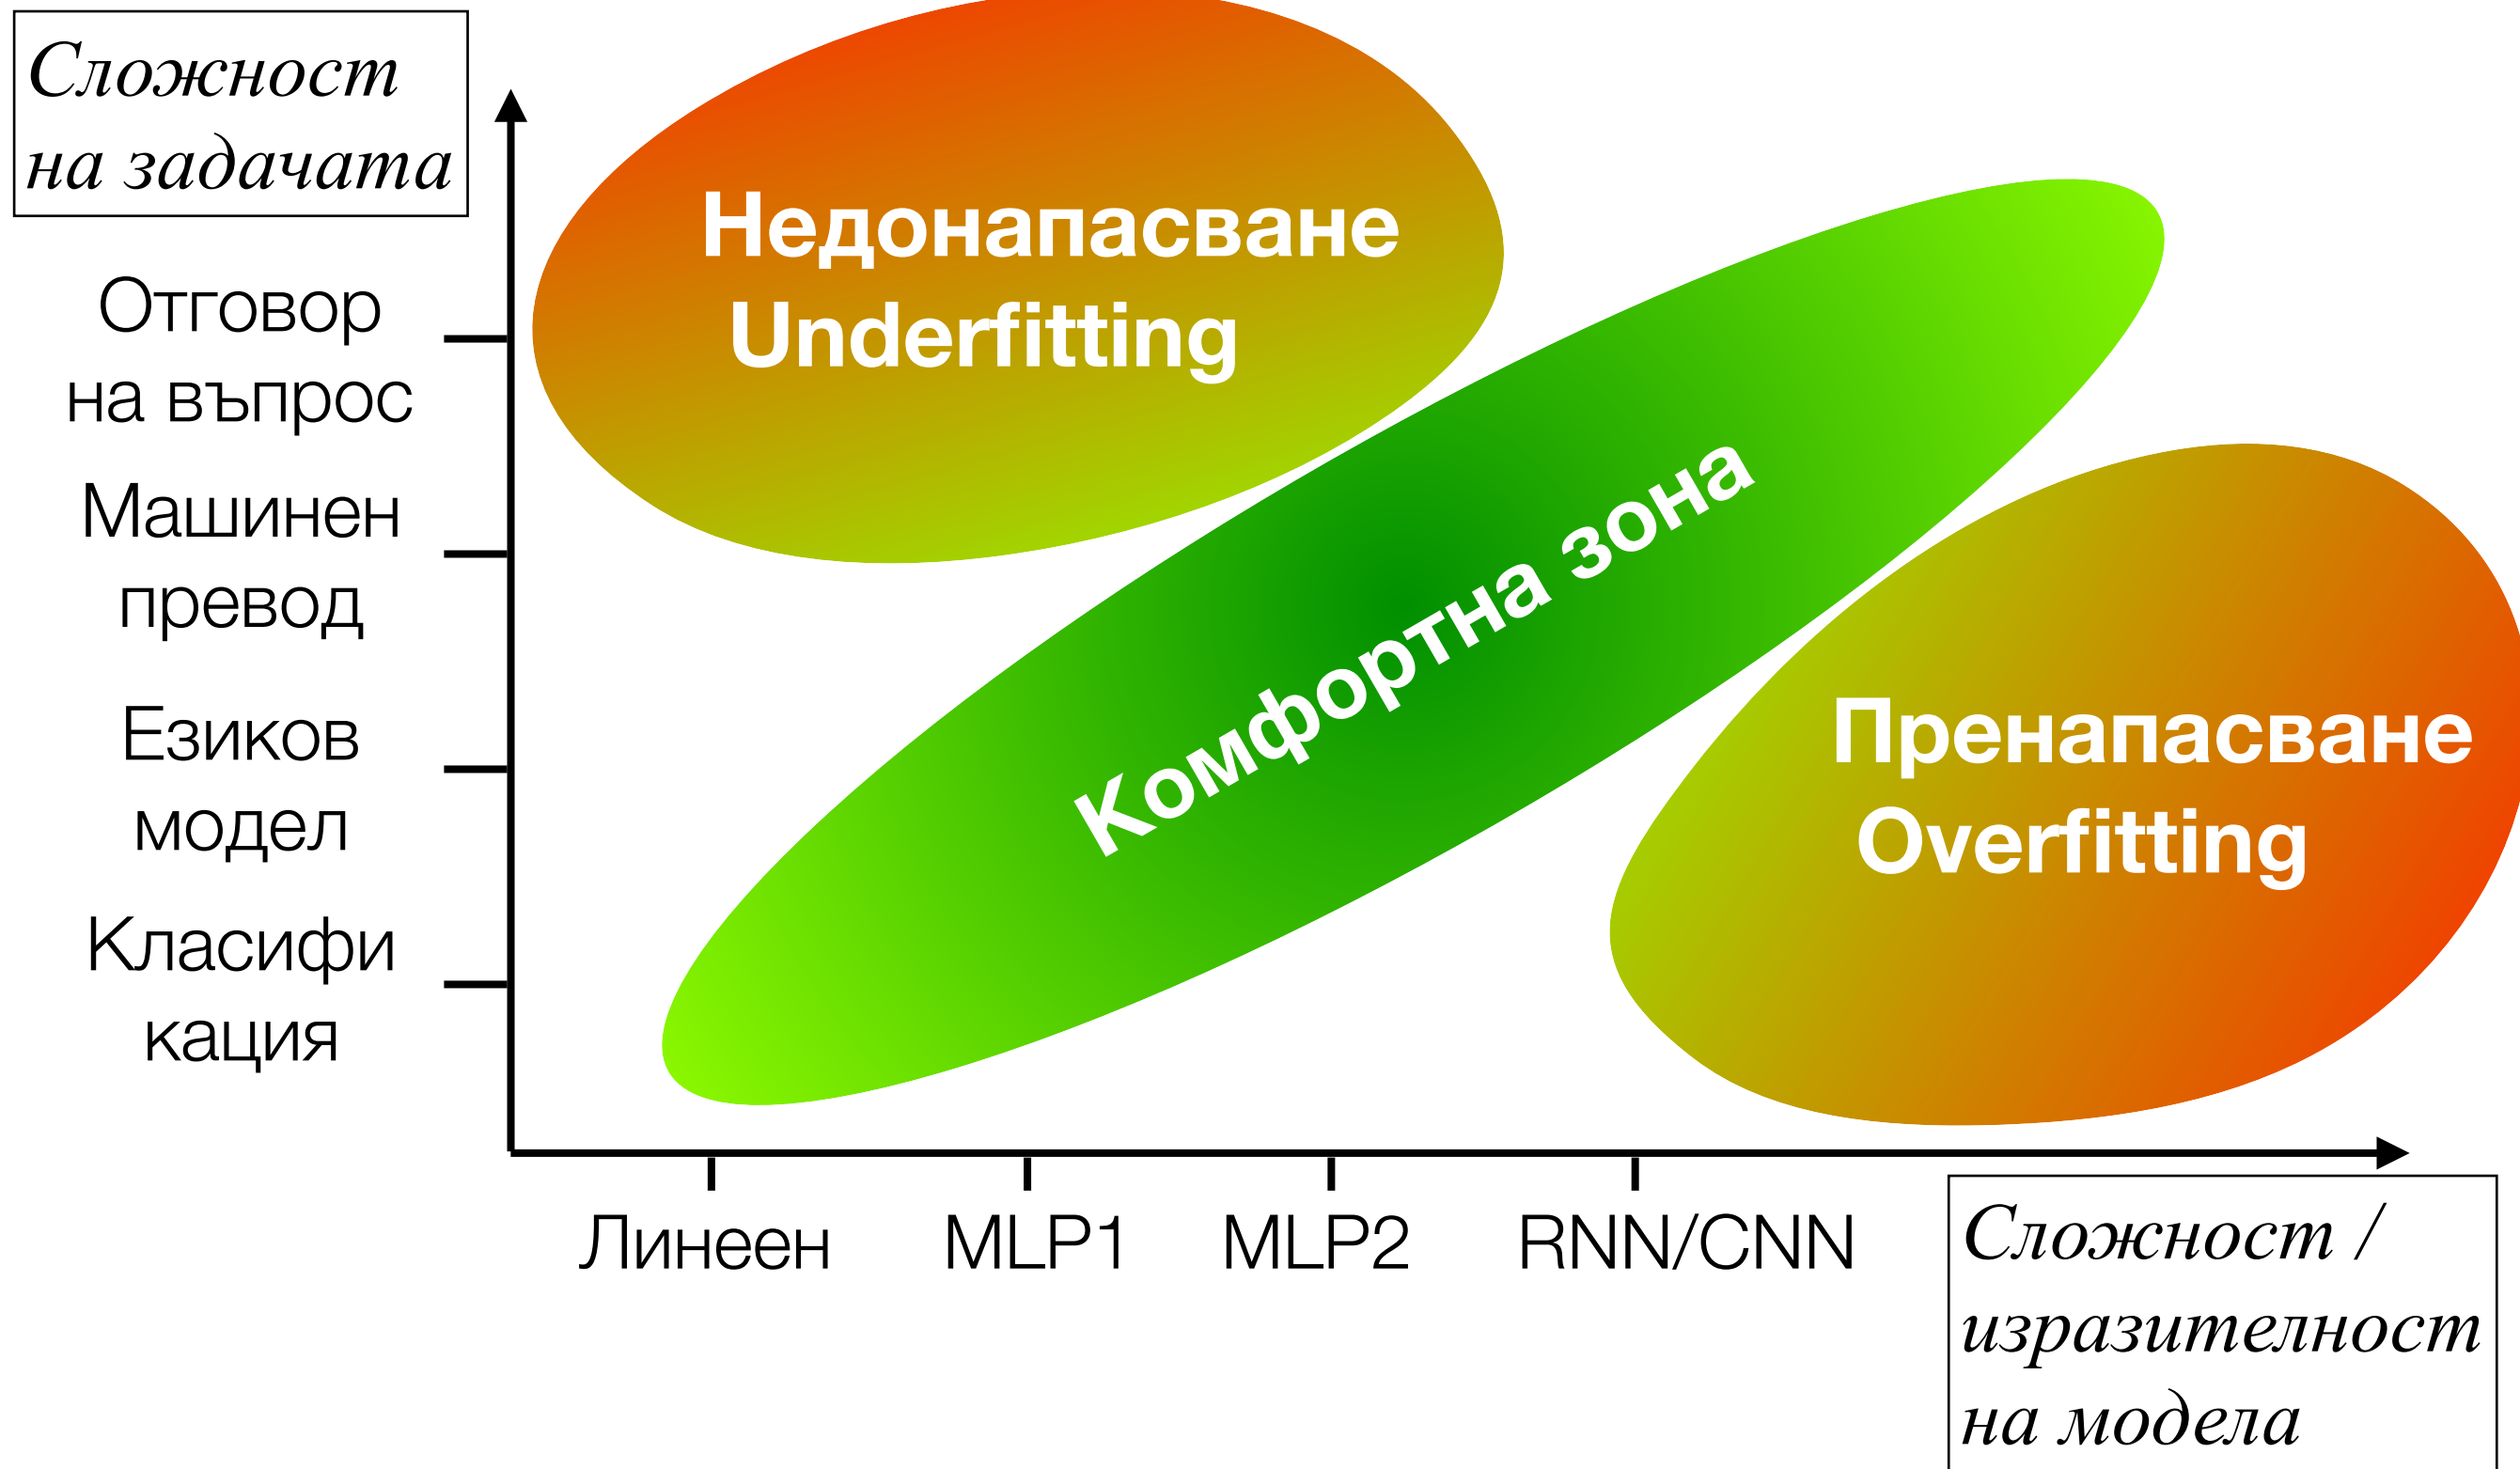 Сложност
на задачата
Отговор
на въпрос
Машинен
превод
Езиков
модел
Класифи
кация
Недонапасване
Underfitting
Комфортна зона
Пренапасване
Overfitting
Линеен
MLP1
MLP2
RNN/CNN
Сложност /
изразителност
на модела